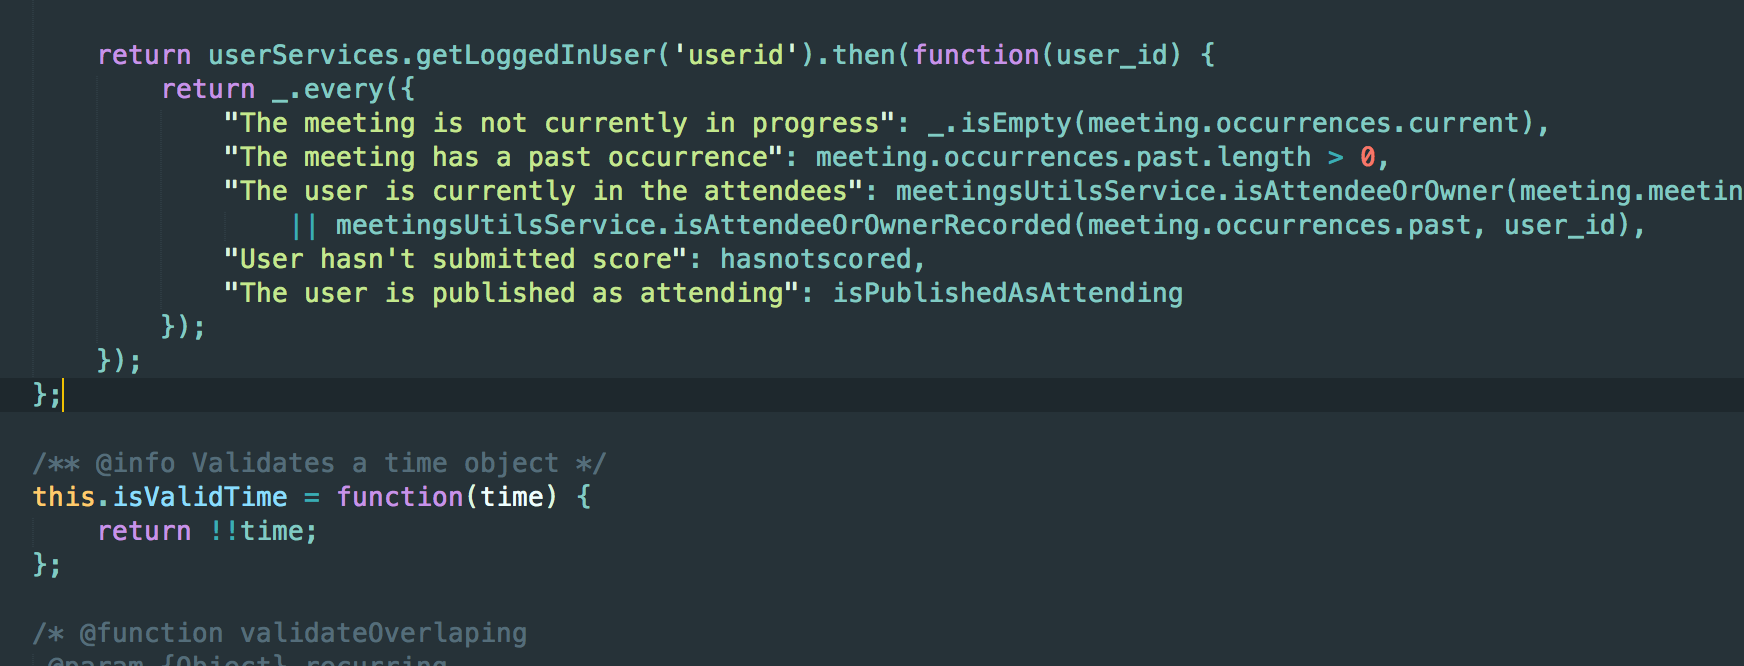 return userServices.getLoggedInUser('userid').then(function(user_id) {
return _.every({
"The meeting is not currently in progress": _.isEmpty(meeting.occurrences.current),
"The meeting has a past occurrence": meeting.occurrences.past.length > 0,
"The user is currently in the attendees": meetingsUtilsService.isAttendeeOrOwner(meeting.meetin
|| meetingsUtilsService.isAttendeeOrOwnerRecorded(meeting.occurrences.past, user_id),
"User hasn't submitted score": hasnotscored,
"The user is published as attending": isPublishedAsAttending
});
});
};
/** @info Validates a time object */
this.isValidTime = function(time) {
return !!time;
};
/* @function validateOverlaping
@param {Object} recurring